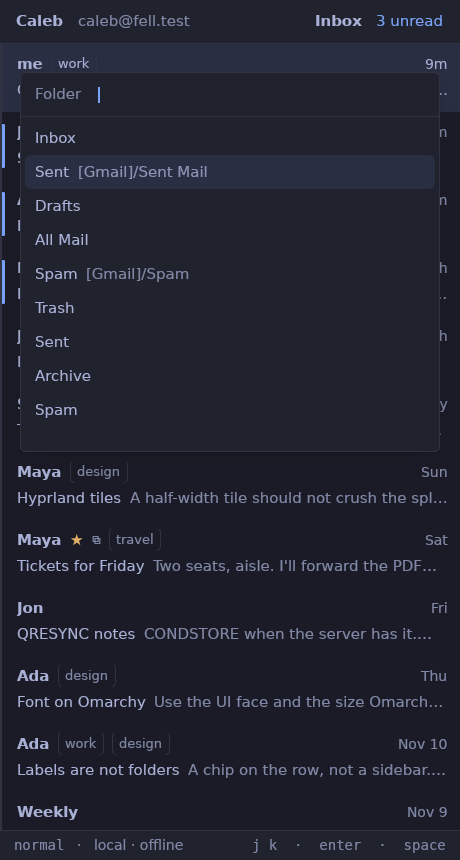 Caleb caleb@fell.test Inbox 3 unread
me work 9m
Folder
Inbox
Sent [Gmail]/Sent Mail
Drafts
All Mail
Spam [Gmail]/Spam
Trash
Sent
Archive
Spam
Maya design Sun
Hyprland tiles A half-width tile should not crush the spl…
Maya ★ ⧉ travel Sat
Tickets for Friday Two seats, aisle. I'll forward the PDF…
Jon Fri
QRESYNC notes CONDSTORE when the server has it.…
Ada design Thu
Font on Omarchy Use the UI face and the size Omarch…
Ada work design Nov 10
Labels are not folders A chip on the row, not a sidebar.…
Weekly Nov 9
normal · local · offline j k · enter · space